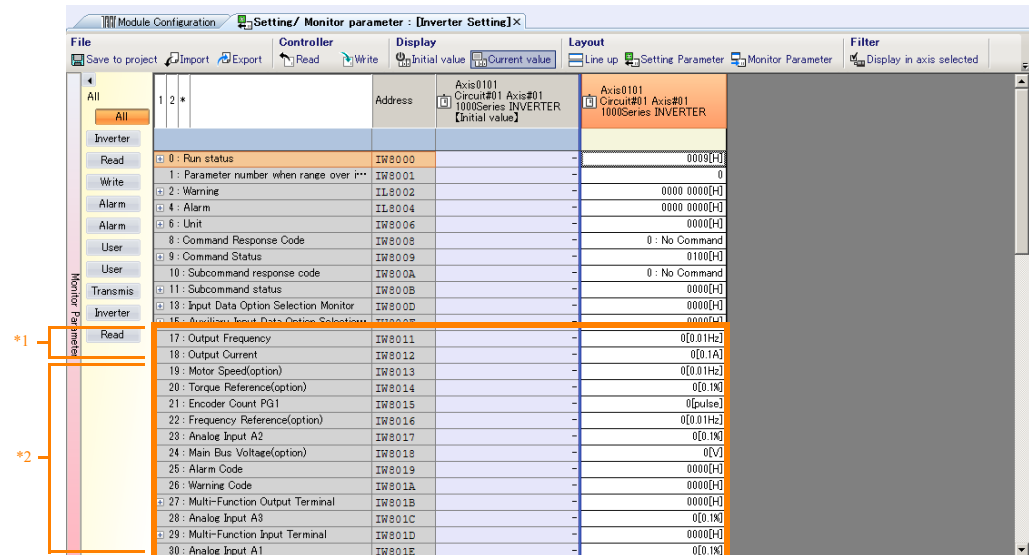 Module Configuration
Setting/ Monitor parameter : [Inverter Setting]×
File
Controller
Display
Layout
Filter
Save to project
Import
Export
Read
Write
Initial value
Current value
Line up
Setting Parameter
Monitor Parameter
Display in axis selected
All
All
Inverter
Read
Write
Alarm
Alarm
User
User
Transmis
Inverter
Read
Monitor Parameter
*1
*2
1 2 * Address
Axis0101
Circuit#01 Axis#01
1000Series INVERTER
【Initial value】
Axis0101
Circuit#01 Axis#01
1000Series INVERTER
0 : Run status IW8000 - 0009[H]
1 : Parameter number when range over i… IW8001 - 0
2 : Warning IL8002 - 0000 0000[H]
4 : Alarm IL8004 - 0000 0000[H]
6 : Unit IW8006 - 0000[H]
8 : Command Response Code IW8008 - 0 : No Command
9 : Command Status IW8009 - 0100[H]
10 : Subcommand response code IW800A - 0 : No Command
11 : Subcommand status IW800B - 0000[H]
13 : Input Data Option Selection Monitor IW800D - 0000[H]
15 : Auxiliary Input Data Option Selectio… IW800F - 0000[H]
17 : Output Frequency IW8011 - 0[0.01Hz]
18 : Output Current IW8012 - 0[0.1A]
19 : Motor Speed(option) IW8013 - 0[0.01Hz]
20 : Torque Reference(option) IW8014 - 0[0.1%]
21 : Encoder Count PG1 IW8015 - 0[pulse]
22 : Frequency Reference(option) IW8016 - 0[0.01Hz]
23 : Analog Input A2 IW8017 - 0[0.1%]
24 : Main Bus Voltage(option) IW8018 - 0[V]
25 : Alarm Code IW8019 - 0000[H]
26 : Warning Code IW801A - 0000[H]
27 : Multi-Function Output Terminal IW801B - 0000[H]
28 : Analog Input A3 IW801C - 0[0.1%]
29 : Multi-Function Input Terminal IW801D - 0000[H]
30 : Analog Input A1 IW801E - 0[0.1%]